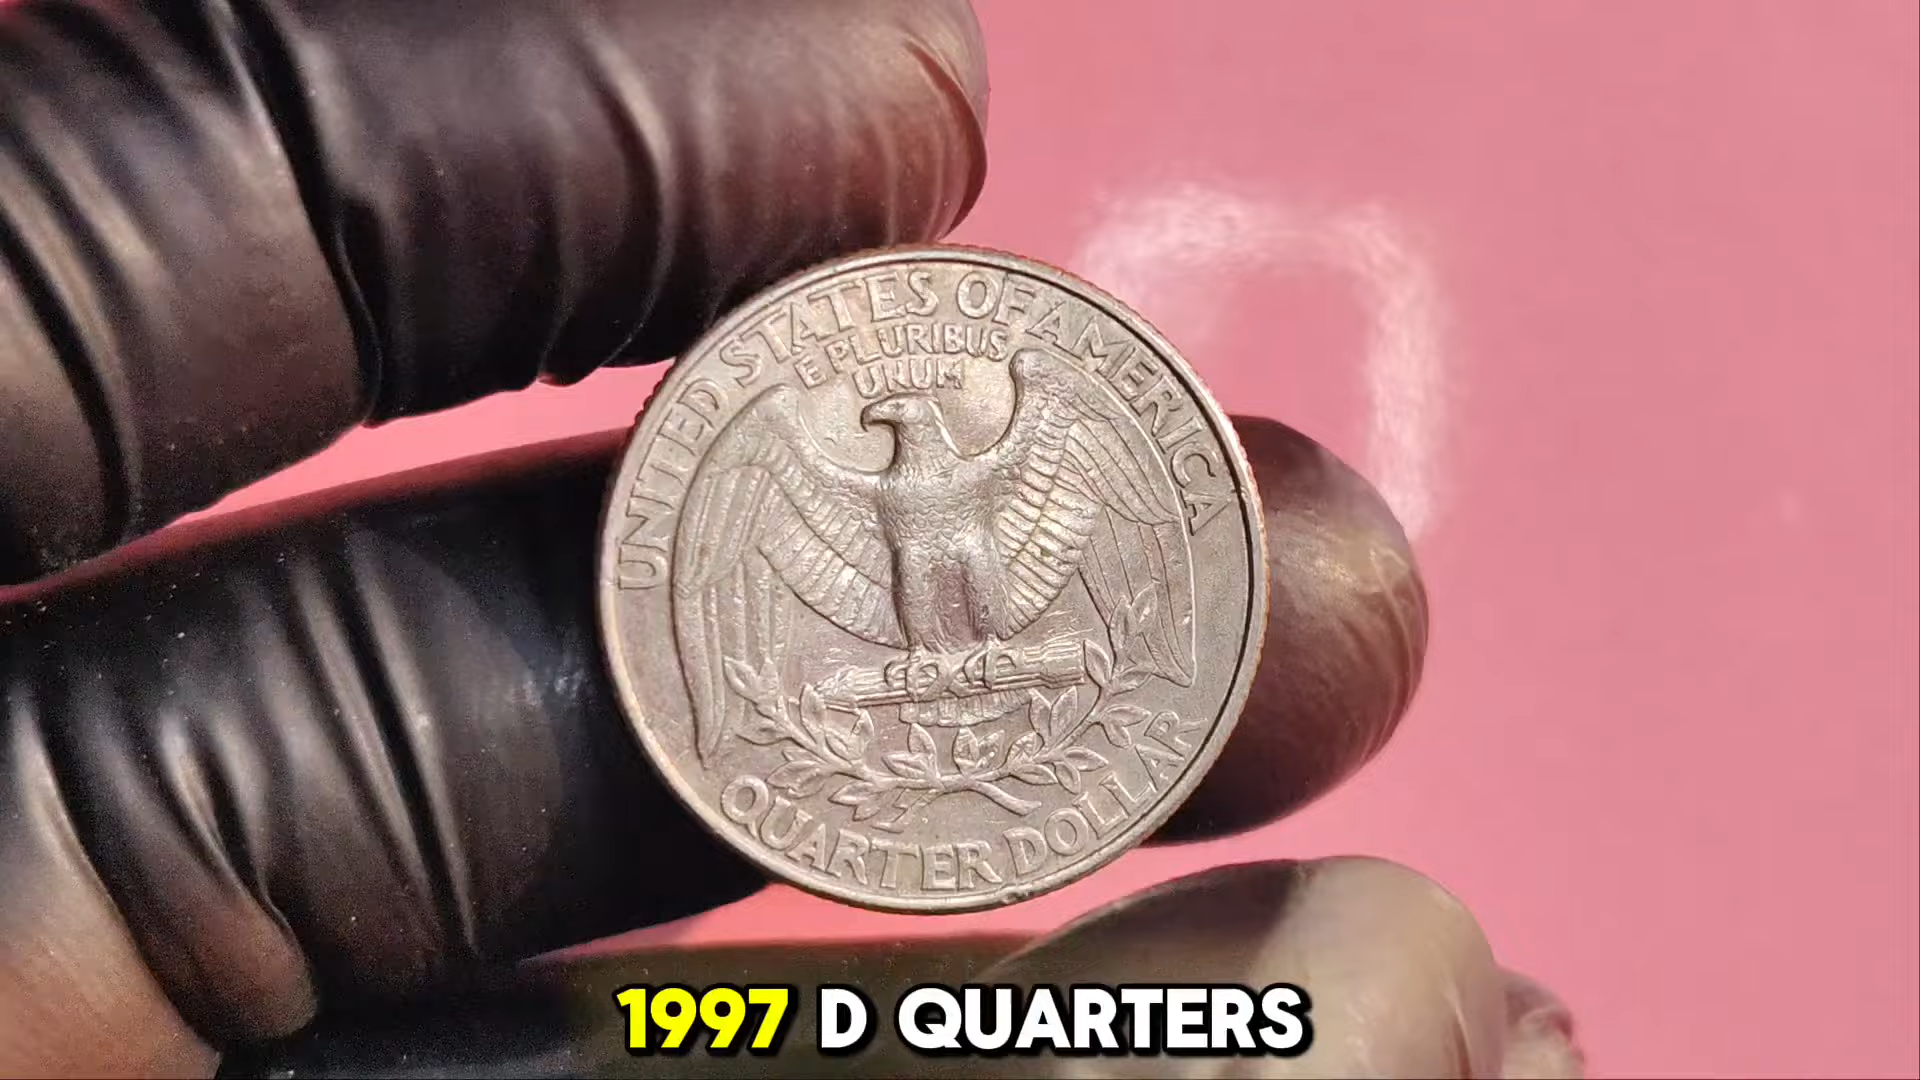 UNITED STATES OF AMERICA
E PLURIBUS
UNUM
QUARTER DOLLAR
1997 D QUARTERS